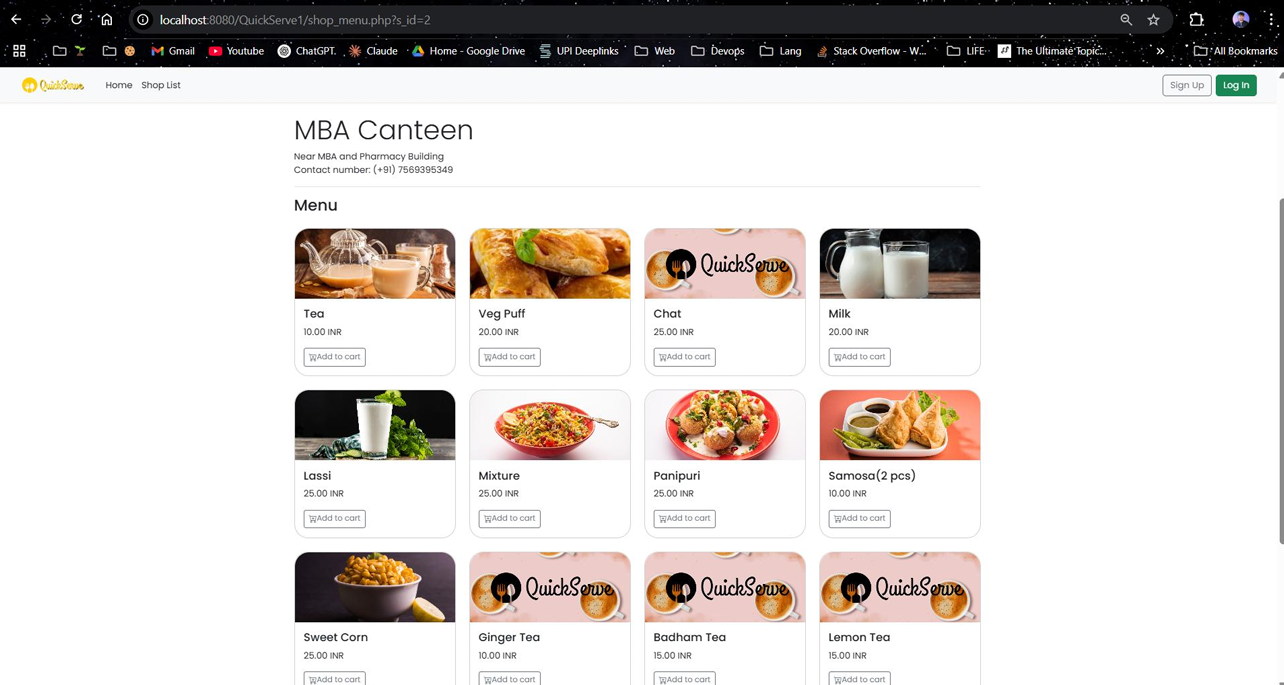 localhost:8080/QuickServe1/shop_menu.php?s_id=2
Gmail Youtube ChatGPT. Claude Home - Google Drive UPI Deeplinks Web Devops Lang Stack Overflow - W... LIFE The Ultimate Topic... » All Bookmarks
QuickServe Home Shop List Sign Up Log In
MBA Canteen
Near MBA and Pharmacy Building
Contact number: (+91) 7569395349
Menu
QuickServe
Tea Veg Puff Chat Milk
10.00 INR 20.00 INR 25.00 INR 20.00 INR
Add to cart Add to cart Add to cart Add to cart
Lassi Mixture Panipuri Samosa(2 pcs)
25.00 INR 25.00 INR 25.00 INR 10.00 INR
Add to cart Add to cart Add to cart Add to cart
QuickServe QuickServe QuickServe
Sweet Corn Ginger Tea Badham Tea Lemon Tea
25.00 INR 10.00 INR 15.00 INR 15.00 INR
Add to cart Add to cart Add to cart Add to cart